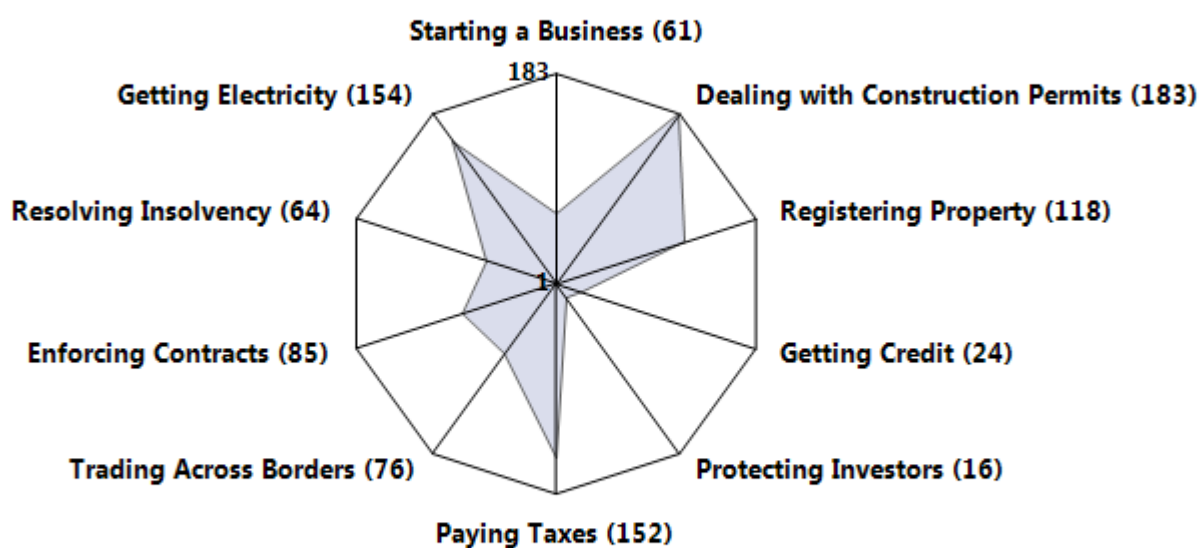 Starting a Business (61)
183
Getting Electricity (154)
Dealing with Construction Permits (183)
Resolving Insolvency (64)
Registering Property (118)
1
Enforcing Contracts (85)
Getting Credit (24)
Trading Across Borders (76)
Protecting Investors (16)
Paying Taxes (152)